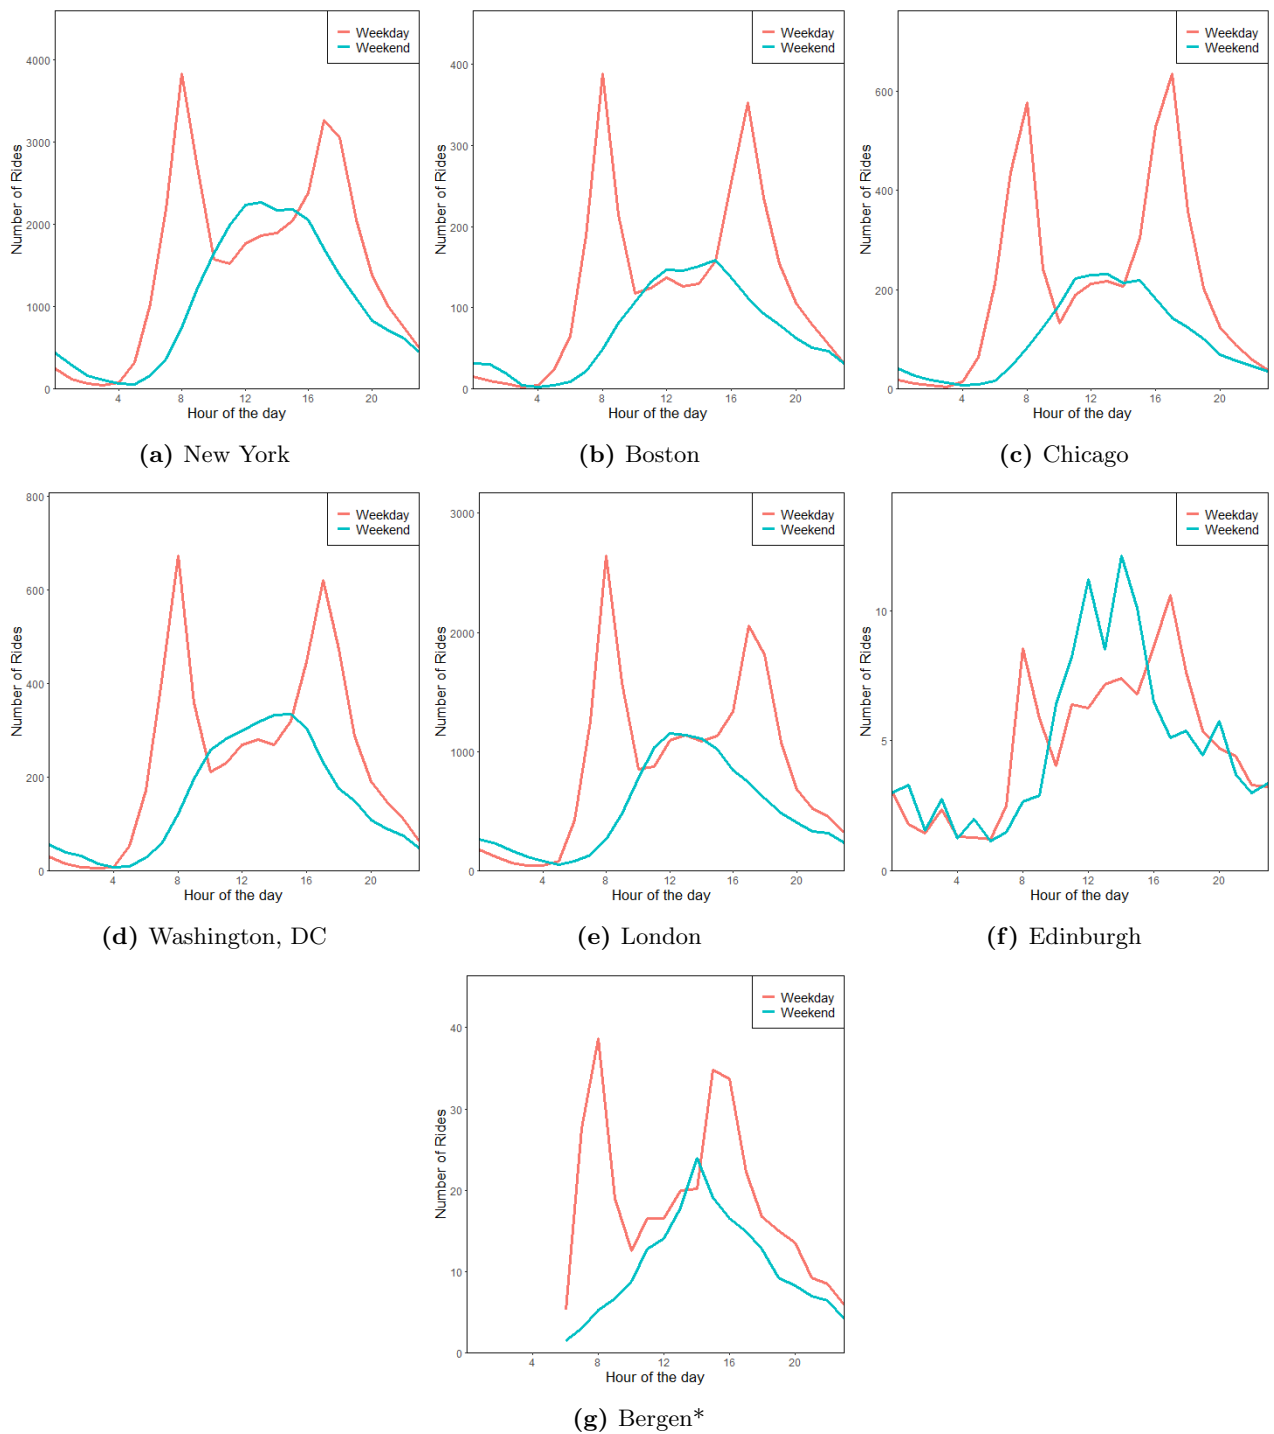 Weekday
Weekend
4000
3000
2000
1000
0
Number of Rides
4 8 12 16 20
Hour of the day
(a) New York
Weekday
Weekend
400
300
200
100
0
Number of Rides
4 8 12 16 20
Hour of the day
(b) Boston
Weekday
Weekend
600
400
200
0
Number of Rides
4 8 12 16 20
Hour of the day
(c) Chicago
Weekday
Weekend
800
600
400
200
0
Number of Rides
4 8 12 16 20
Hour of the day
(d) Washington, DC
Weekday
Weekend
3000
2000
1000
0
Number of Rides
4 8 12 16 20
Hour of the day
(e) London
Weekday
Weekend
10
5
0
Number of Rides
4 8 12 16 20
Hour of the day
(f) Edinburgh
Weekday
Weekend
40
30
20
10
0
Number of Rides
4 8 12 16 20
Hour of the day
(g) Bergen*